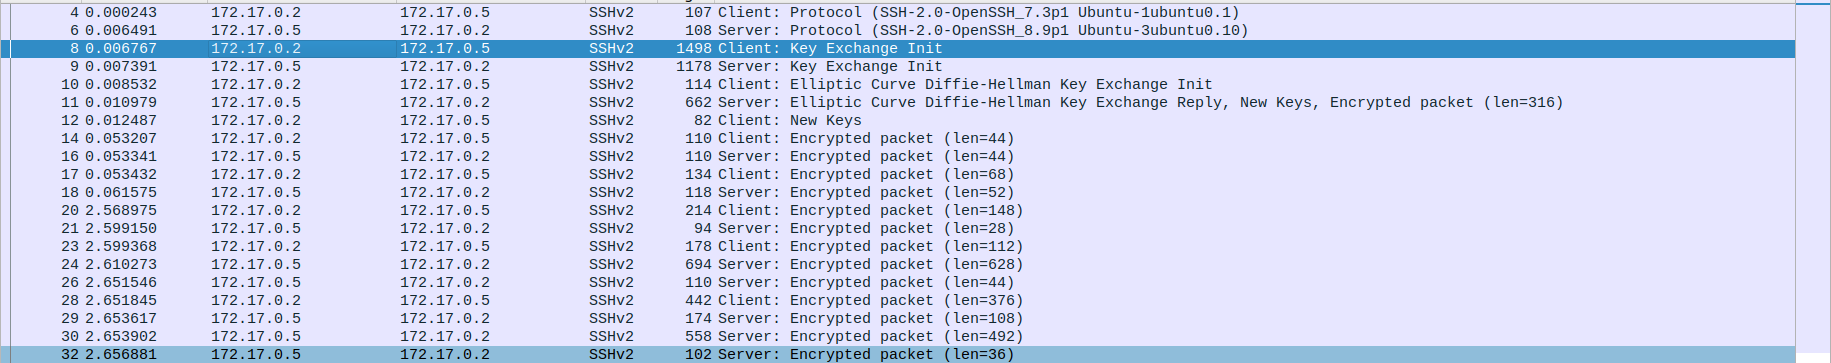 4 0.000243 172.17.0.2 172.17.0.5 SSHv2 107 Client: Protocol (SSH-2.0-OpenSSH_7.3p1 Ubuntu-1ubuntu0.1)
6 0.006491 172.17.0.5 172.17.0.2 SSHv2 108 Server: Protocol (SSH-2.0-OpenSSH_8.9p1 Ubuntu-3ubuntu0.10)
8 0.006767 172.17.0.2 172.17.0.5 SSHv2 1498 Client: Key Exchange Init
9 0.007391 172.17.0.5 172.17.0.2 SSHv2 1178 Server: Key Exchange Init
10 0.008532 172.17.0.2 172.17.0.5 SSHv2 114 Client: Elliptic Curve Diffie-Hellman Key Exchange Init
11 0.010979 172.17.0.5 172.17.0.2 SSHv2 662 Server: Elliptic Curve Diffie-Hellman Key Exchange Reply, New Keys, Encrypted packet (len=316)
12 0.012487 172.17.0.2 172.17.0.5 SSHv2 82 Client: New Keys
14 0.053207 172.17.0.2 172.17.0.5 SSHv2 110 Client: Encrypted packet (len=44)
16 0.053341 172.17.0.5 172.17.0.2 SSHv2 110 Server: Encrypted packet (len=44)
17 0.053432 172.17.0.2 172.17.0.5 SSHv2 134 Client: Encrypted packet (len=68)
18 0.061575 172.17.0.5 172.17.0.2 SSHv2 118 Server: Encrypted packet (len=52)
20 2.568975 172.17.0.2 172.17.0.5 SSHv2 214 Client: Encrypted packet (len=148)
21 2.599150 172.17.0.5 172.17.0.2 SSHv2 94 Server: Encrypted packet (len=28)
23 2.599368 172.17.0.2 172.17.0.5 SSHv2 178 Client: Encrypted packet (len=112)
24 2.610273 172.17.0.5 172.17.0.2 SSHv2 694 Server: Encrypted packet (len=628)
26 2.651546 172.17.0.5 172.17.0.2 SSHv2 110 Server: Encrypted packet (len=44)
28 2.651845 172.17.0.2 172.17.0.5 SSHv2 442 Client: Encrypted packet (len=376)
29 2.653617 172.17.0.5 172.17.0.2 SSHv2 174 Server: Encrypted packet (len=108)
30 2.653902 172.17.0.5 172.17.0.2 SSHv2 558 Server: Encrypted packet (len=492)
32 2.656881 172.17.0.5 172.17.0.2 SSHv2 102 Server: Encrypted packet (len=36)